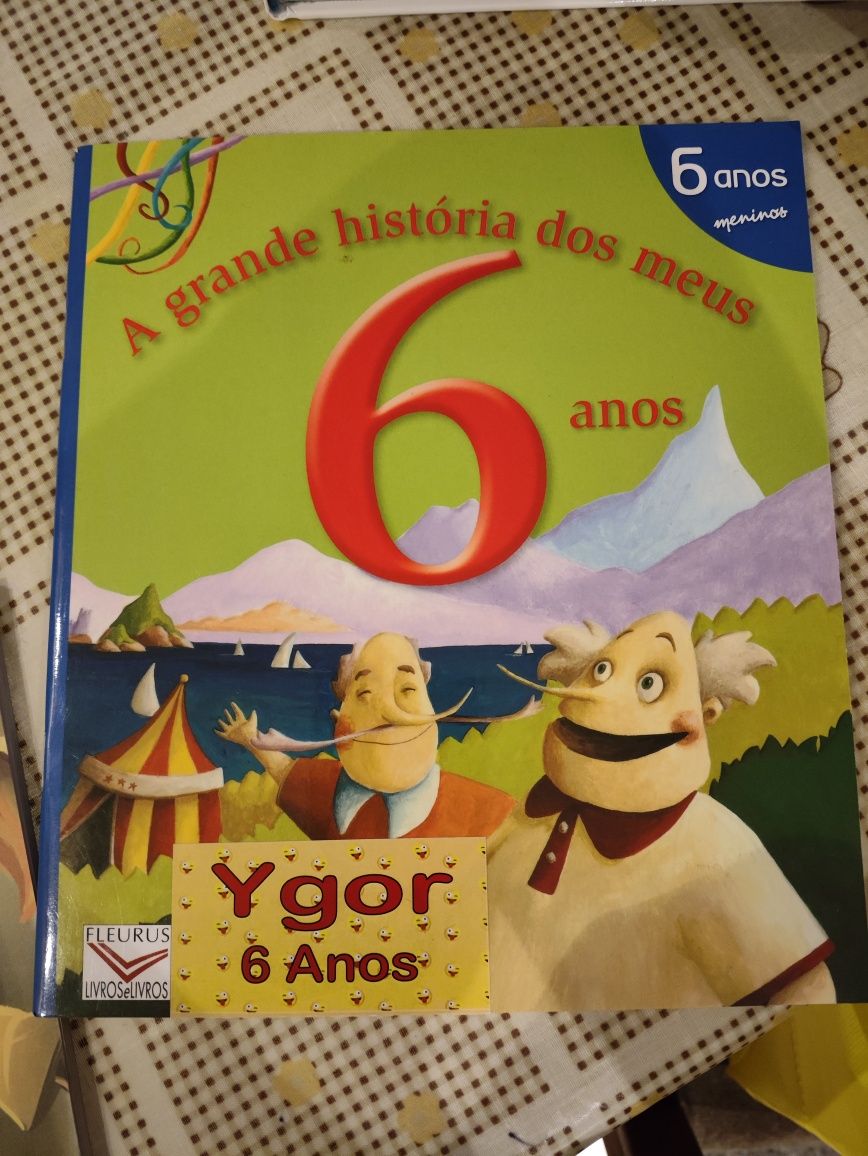 6 anos
meninos
A grande história dos meus
6
anos
Ygor
6 Anos
FLEURUS
LIVROSeLIVROS